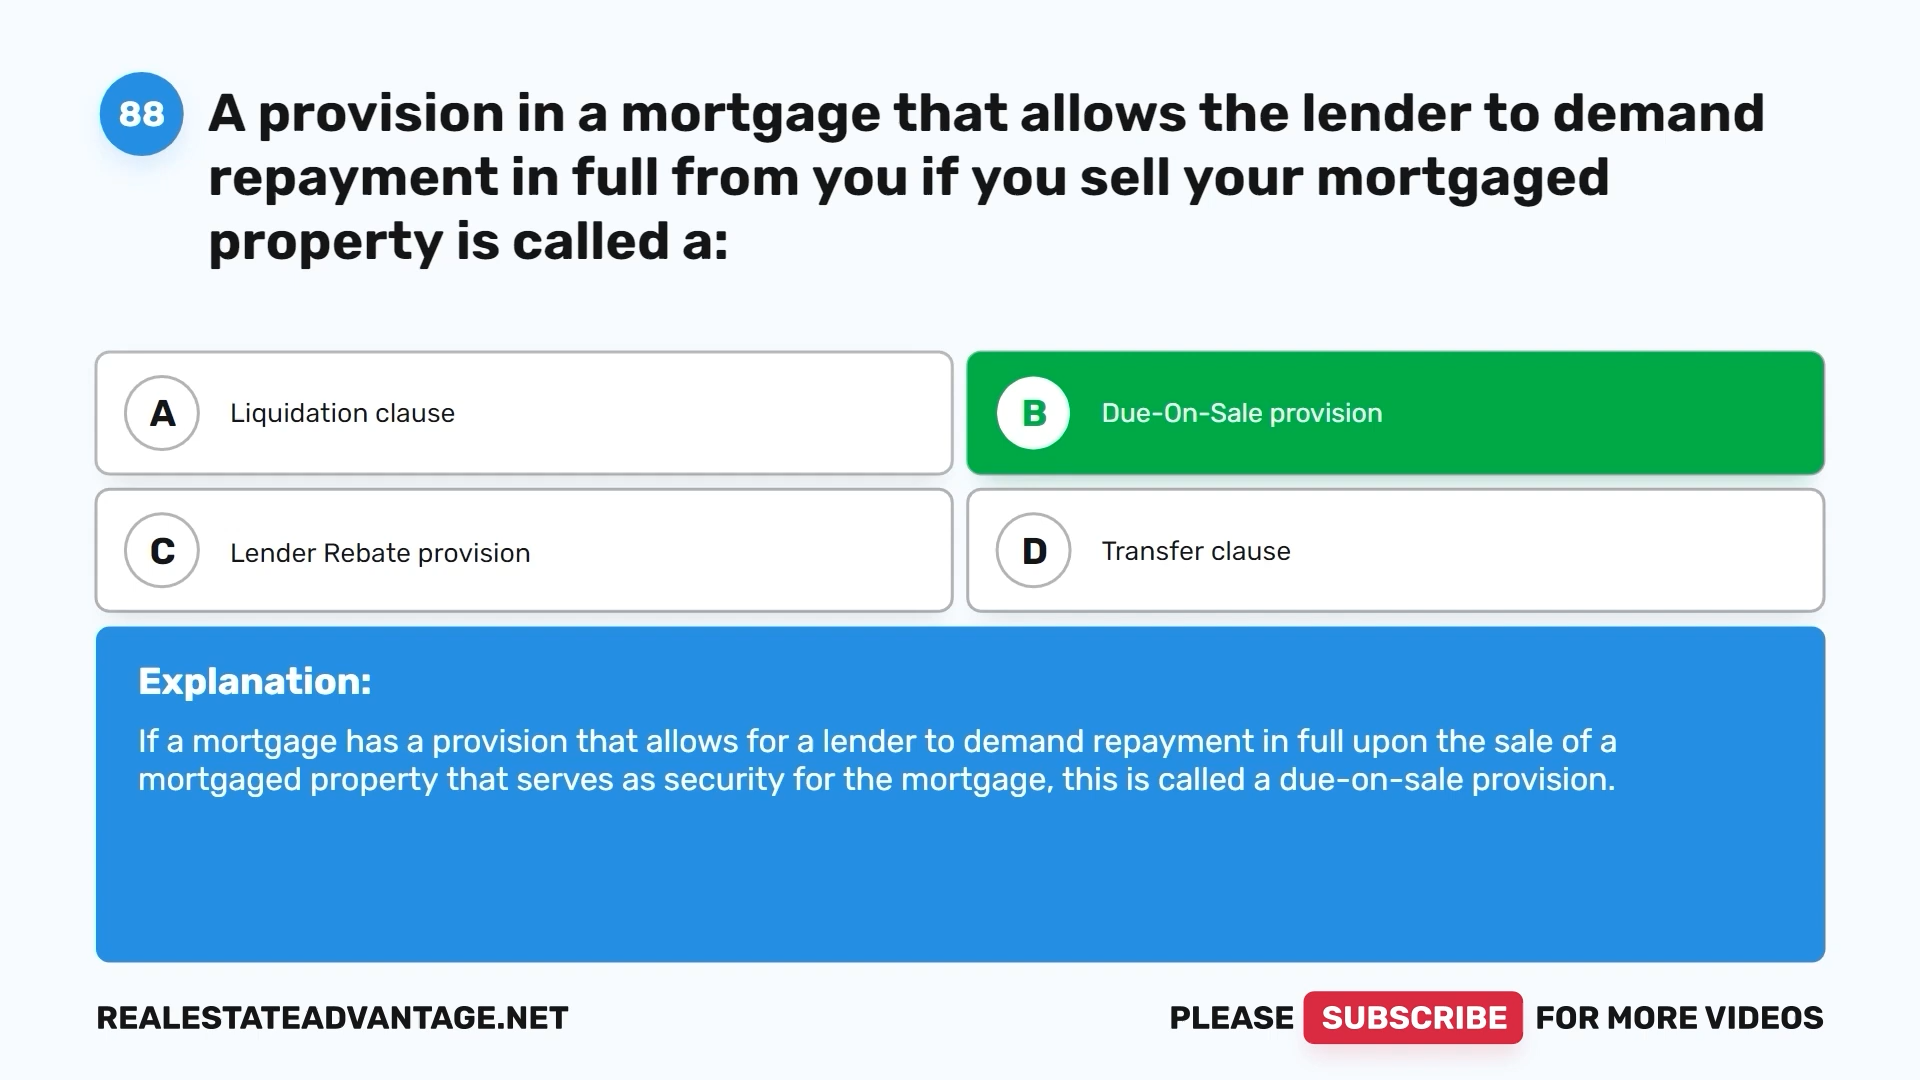 88
A provision in a mortgage that allows the lender to demand
repayment in full from you if you sell your mortgaged
property is called a:
A Liquidation clause
B Due-On-Sale provision
C Lender Rebate provision
D Transfer clause
Explanation:
If a mortgage has a provision that allows for a lender to demand repayment in full upon the sale of a
mortgaged property that serves as security for the mortgage, this is called a due-on-sale provision.
REALESTATEADVANTAGE.NET
PLEASE SUBSCRIBE FOR MORE VIDEOS